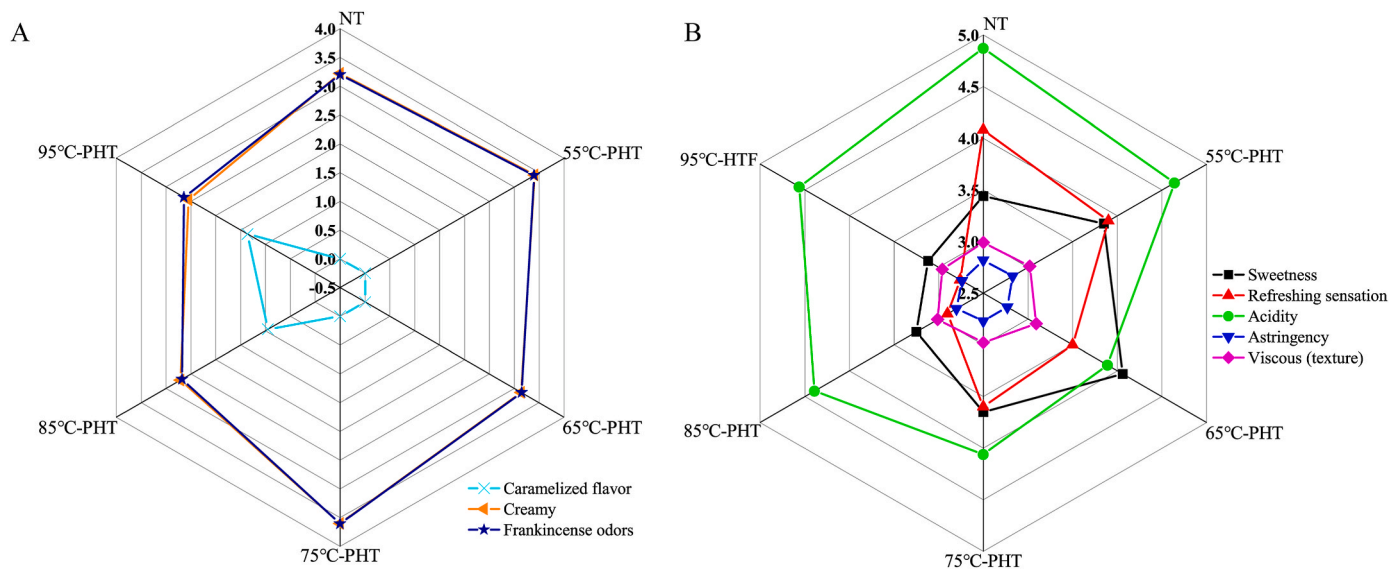 A
NT
4.0
3.5
3.0
2.5
2.0
1.5
1.0
0.5
0.0
-0.5
95℃-PHT
55℃-PHT
85℃-PHT
65℃-PHT
75℃-PHT
Caramelized flavor
Creamy
Frankincense odors
B
NT
5.0
4.5
4.0
3.5
3.0
2.5
95℃-HTF
55℃-PHT
85℃-PHT
65℃-PHT
75℃-PHT
Sweetness
Refreshing sensation
Acidity
Astringency
Viscous (texture)